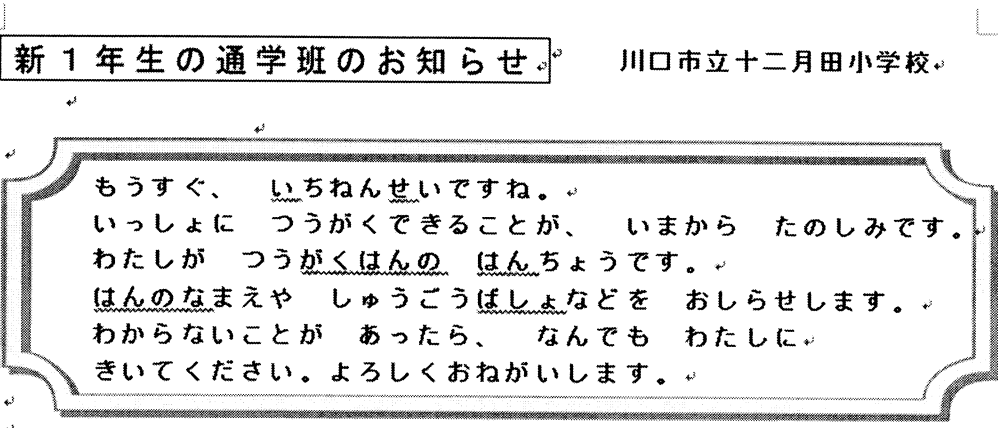 新１年生の通学班のお知らせ　川口市立十二月田小学校
もうすぐ、　いちねんせいですね。
いっしょに　つうがくできることが、　いまから　たのしみです。
わたしが　つうがくはんの　はんちょうです。
はんのなまえや　しゅうごうばしょなどを　おしらせします。
わからないことが　あったら、　なんでも　わたしに
きいてください。よろしくおねがいします。